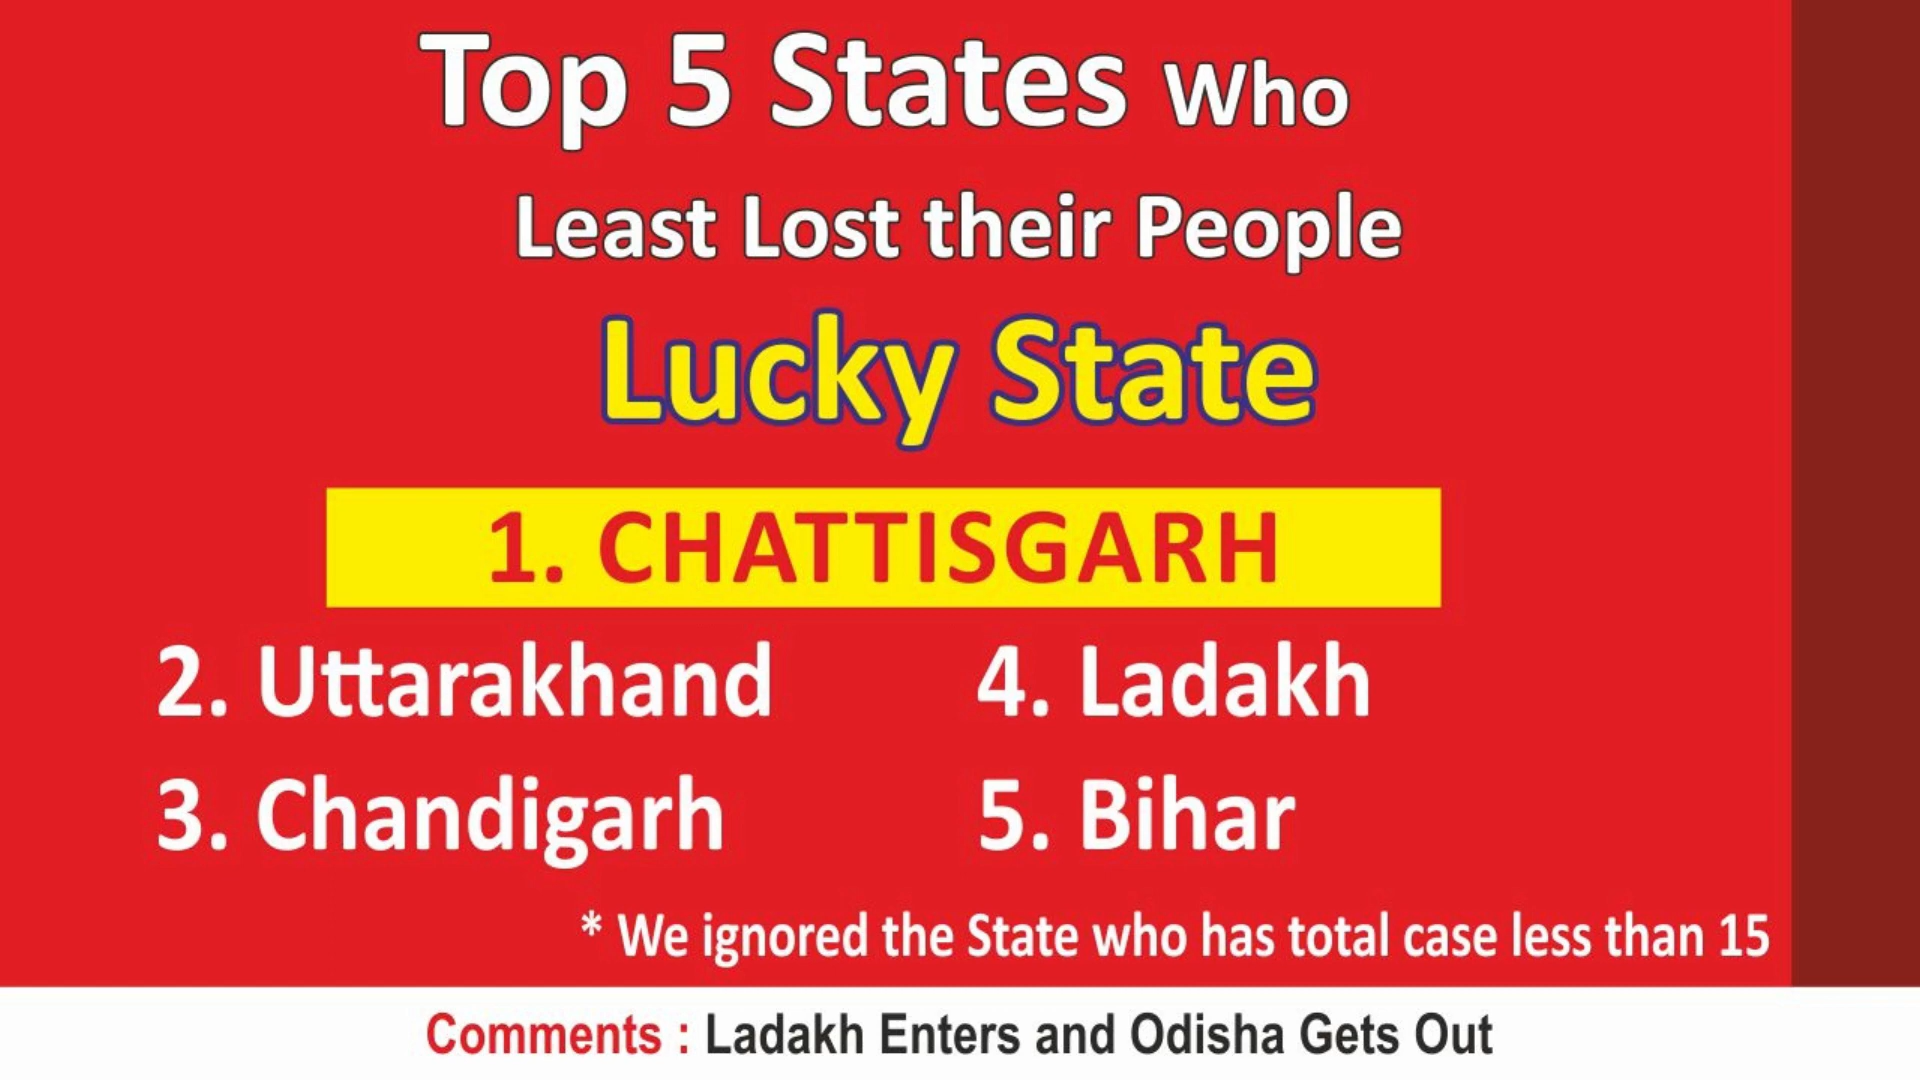 Top 5 States Who
Least Lost their People
Lucky State
1. CHATTISGARH
2. Uttarakhand
3. Chandigarh
4. Ladakh
5. Bihar
* We ignored the State who has total case less than 15
Comments : Ladakh Enters and Odisha Gets Out